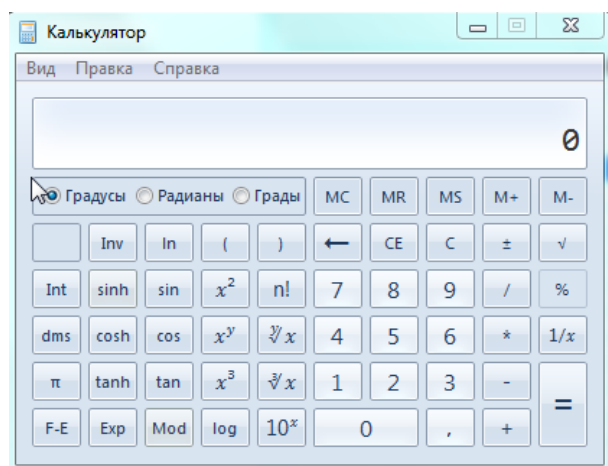 Калькулятор
Вид Правка Справка
0
Градусы Радианы Грады MC MR MS M+ M-
Inv ln ( ) ← CE C ± √
Int sinh sin x² n! 7 8 9 / %
dms cosh cos xʸ ʸ√x 4 5 6 * 1/x
π tanh tan x³ ³√x 1 2 3 - =
F-E Exp Mod log 10ˣ 0 , +